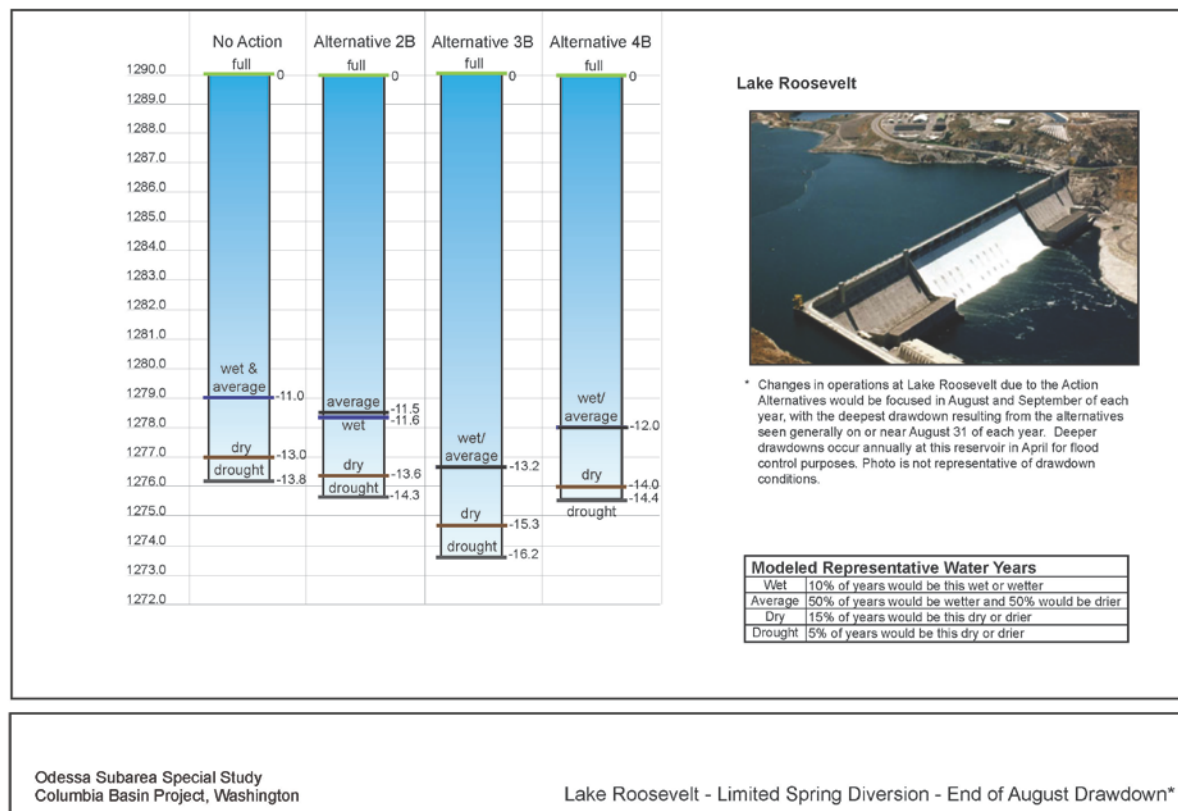 No Action Alternative 2B Alternative 3B Alternative 4B
full full full full
0 0 0 0
1290.0
1289.0
1288.0
1287.0
1286.0
1285.0
1284.0
1283.0
1282.0
1281.0
1280.0
1279.0
1278.0
1277.0
1276.0
1275.0
1274.0
1273.0
1272.0
wet &
average
-11.0
dry
-13.0
drought
-13.8
average
-11.5
-11.6
wet
dry
-13.6
drought
-14.3
wet/
average
-13.2
dry
-15.3
drought
-16.2
wet/
average
-12.0
dry
-14.0
-14.4
drought
Lake Roosevelt
* Changes in operations at Lake Roosevelt due to the Action
Alternatives would be focused in August and September of each
year, with the deepest drawdown resulting from the alternatives
seen generally on or near August 31 of each year. Deeper
drawdowns occur annually at this reservoir in April for flood
control purposes. Photo is not representative of drawdown
conditions.
Modeled Representative Water Years
Wet 10% of years would be this wet or wetter
Average 50% of years would be wetter and 50% would be drier
Dry 15% of years would be this dry or drier
Drought 5% of years would be this dry or drier
Odessa Subarea Special Study
Columbia Basin Project, Washington
Lake Roosevelt - Limited Spring Diversion - End of August Drawdown*